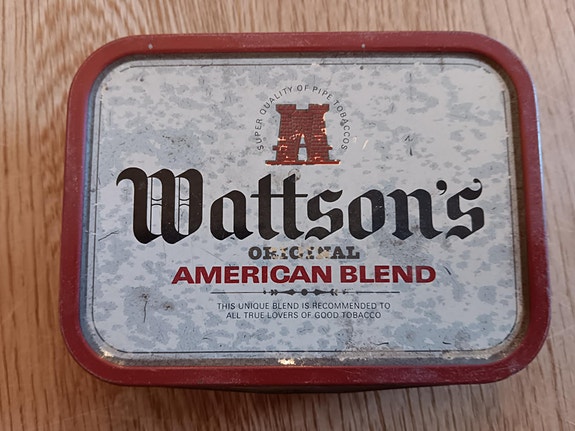 SUPER QUALITY OF PIPE TOBACCOS
Wattson's
ORIGINAL
AMERICAN BLEND
THIS UNIQUE BLEND IS RECOMMENDED TO
ALL TRUE LOVERS OF GOOD TOBACCO